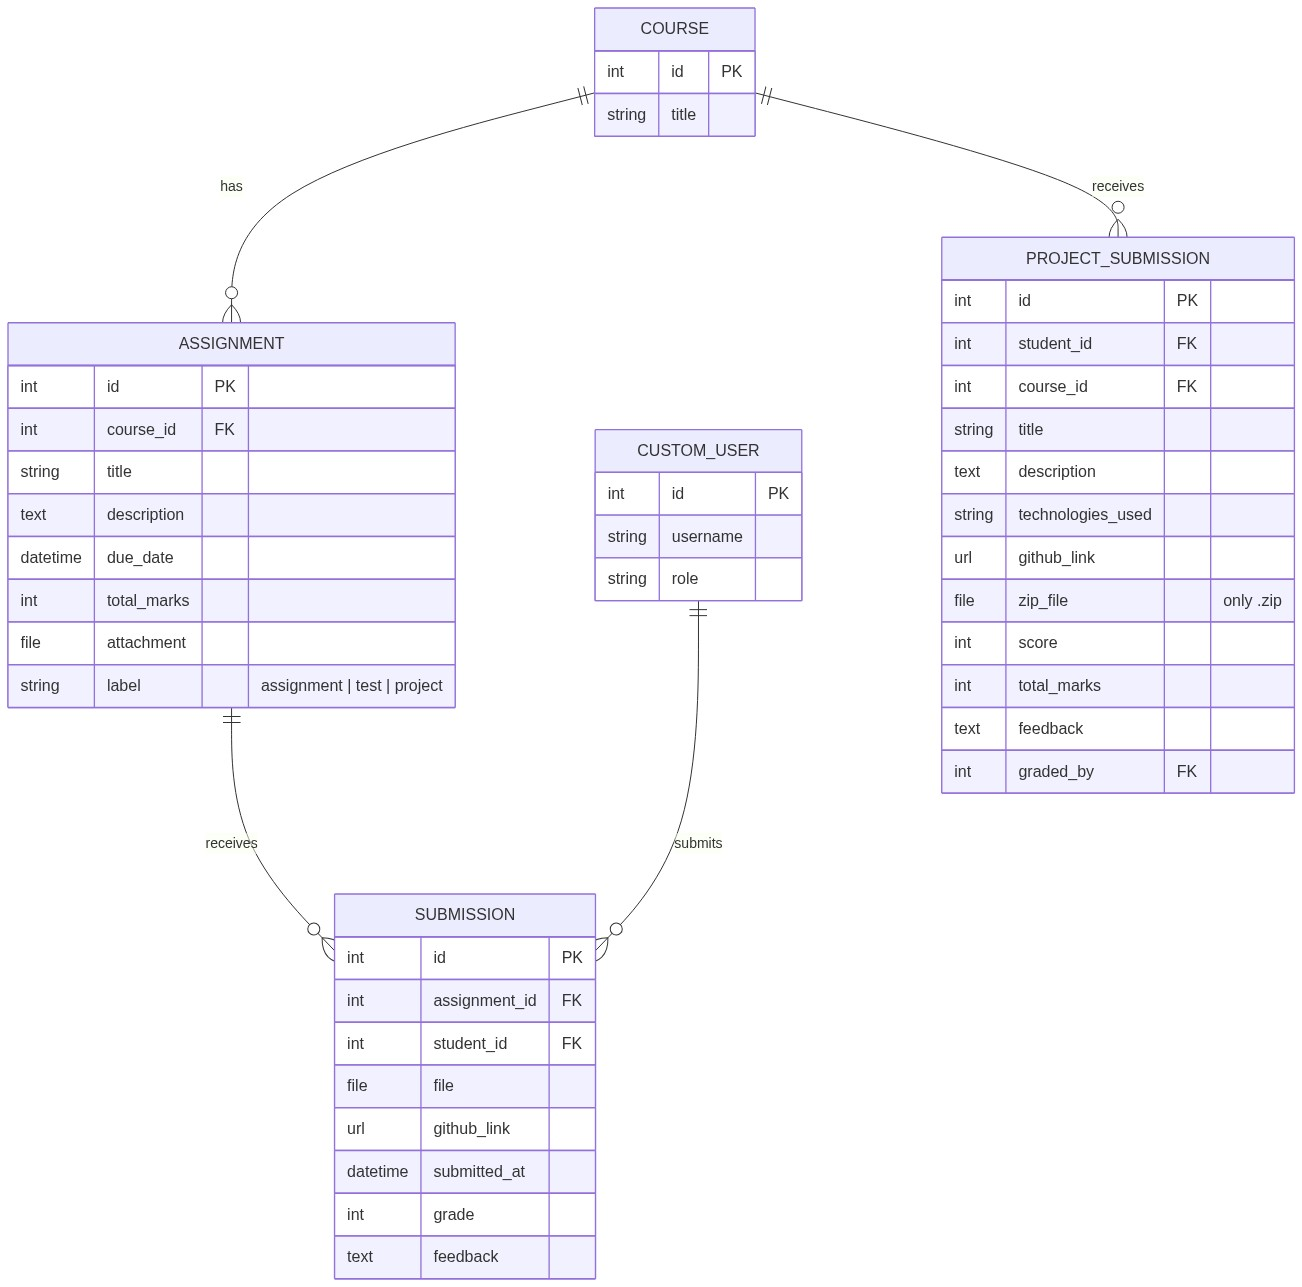 COURSE
int id PK
string title
has
receives
PROJECT_SUBMISSION
int id PK
int student_id FK
int course_id FK
string title
text description
string technologies_used
url github_link
file zip_file only .zip
int score
int total_marks
text feedback
int graded_by FK
ASSIGNMENT
int id PK
int course_id FK
string title
text description
datetime due_date
int total_marks
file attachment
string label assignment | test | project
CUSTOM_USER
int id PK
string username
string role
receives
submits
SUBMISSION
int id PK
int assignment_id FK
int student_id FK
file file
url github_link
datetime submitted_at
int grade
text feedback